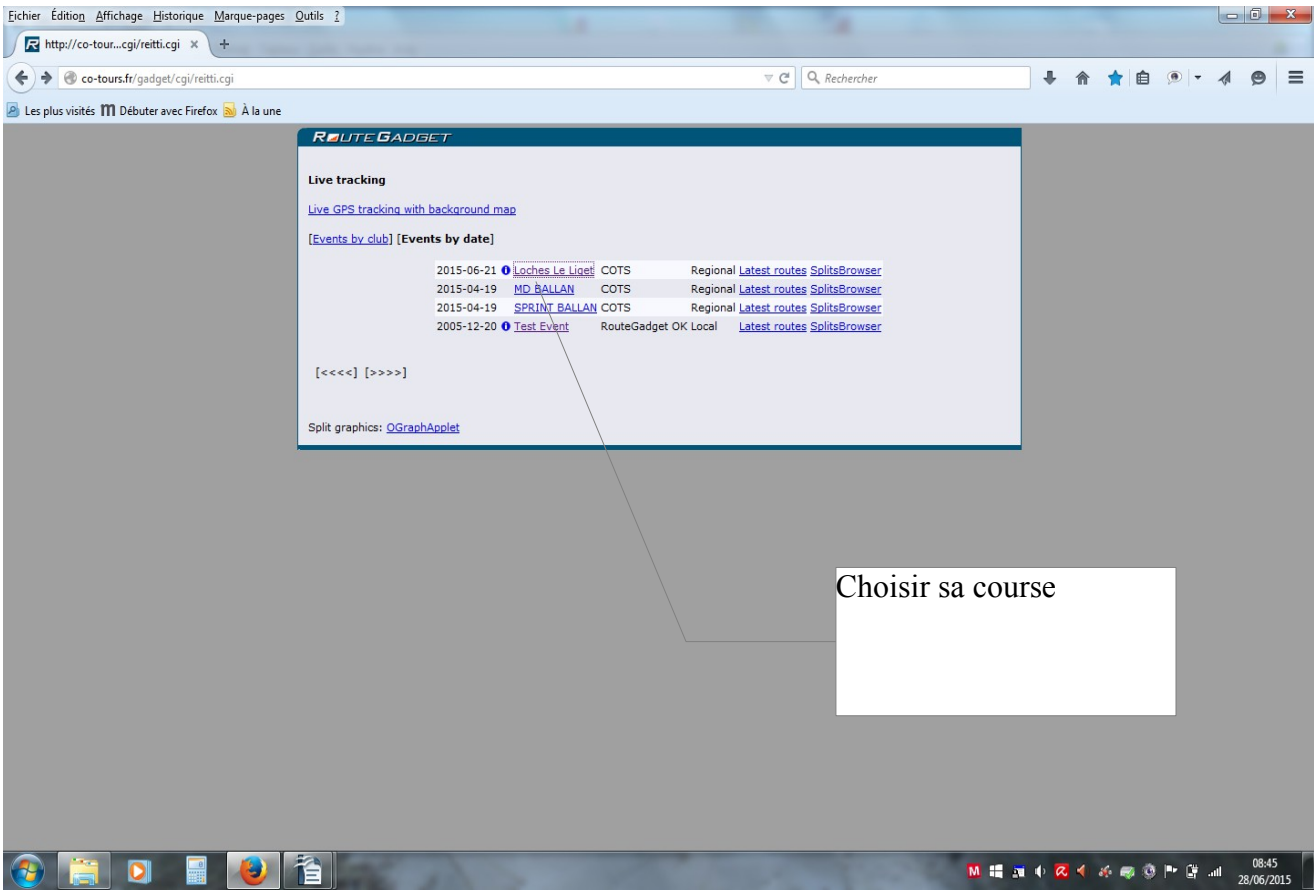 Fichier Édition Affichage Historique Marque-pages Outils ?
http://co-tour...cgi/reitti.cgi × +
co-tours.fr/gadget/cgi/reitti.cgi Rechercher
Les plus visités Débuter avec Firefox À la une
ROUTEGADGET
Live tracking
Live GPS tracking with background map
[Events by club] [Events by date]
2015-06-21 Loches Le Liget COTS Regional Latest routes SplitsBrowser
2015-04-19 MD BALLAN COTS Regional Latest routes SplitsBrowser
2015-04-19 SPRINT BALLAN COTS Regional Latest routes SplitsBrowser
2005-12-20 Test Event RouteGadget OK Local Latest routes SplitsBrowser
[<<<<] [>>>>]
Split graphics: OGraphApplet
Choisir sa course
08:45
28/06/2015